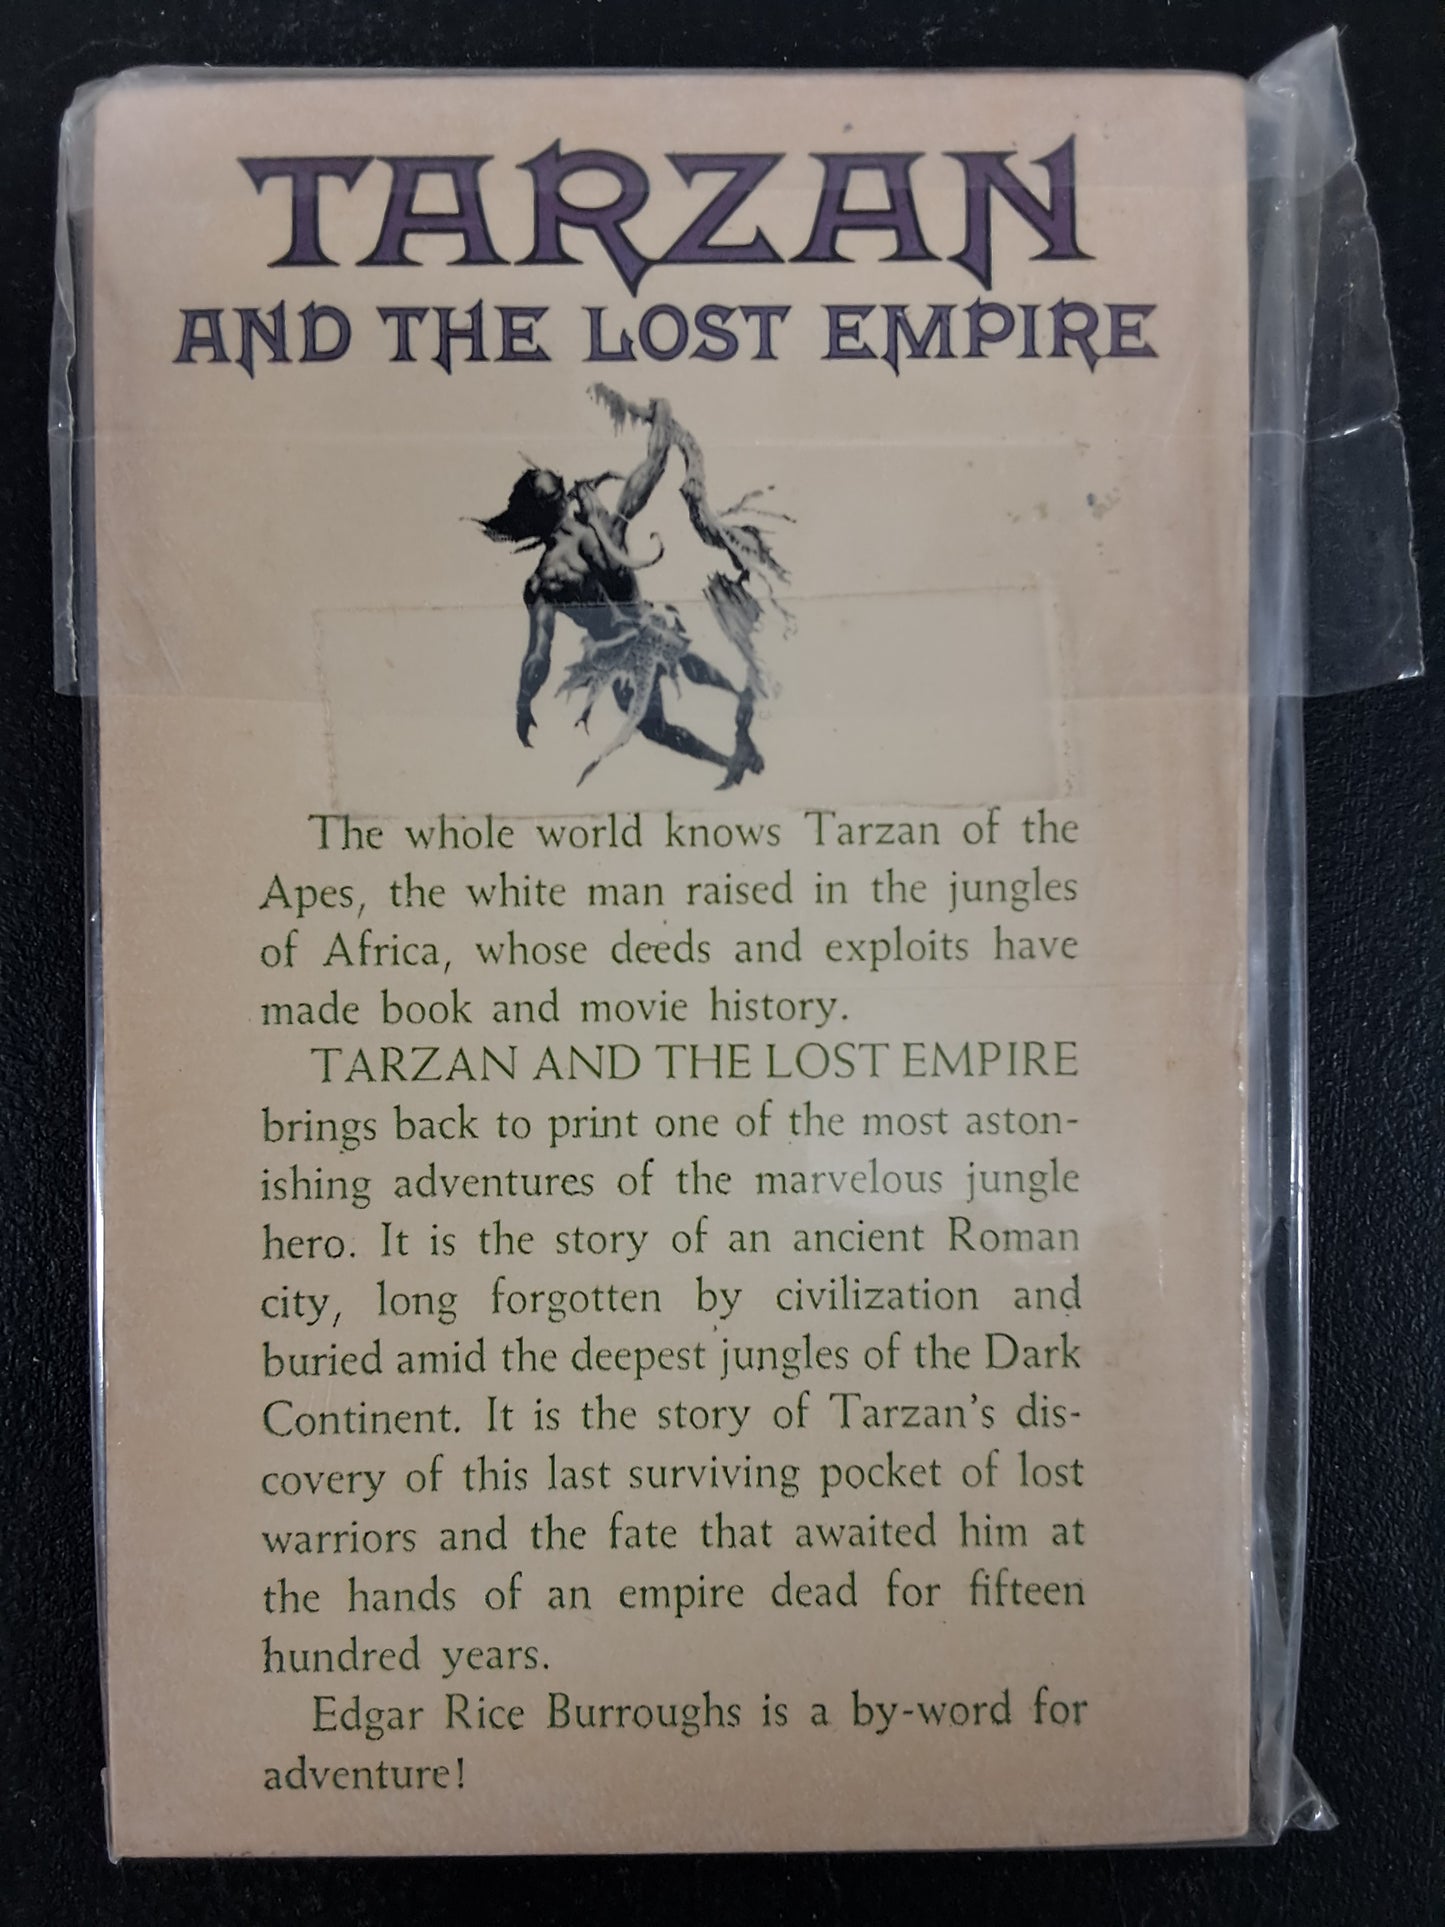 TARZAN
AND THE LOST EMPIRE
The whole world knows Tarzan of the
Apes, the white man raised in the jungles
of Africa, whose deeds and exploits have
made book and movie history.
TARZAN AND THE LOST EMPIRE
brings back to print one of the most aston-
ishing adventures of the marvelous jungle
hero. It is the story of an ancient Roman
city, long forgotten by civilization and
buried amid the deepest jungles of the Dark
Continent. It is the story of Tarzan's dis-
covery of this last surviving pocket of lost
warriors and the fate that awaited him at
the hands of an empire dead for fifteen
hundred years.
Edgar Rice Burroughs is a by-word for
adventure!